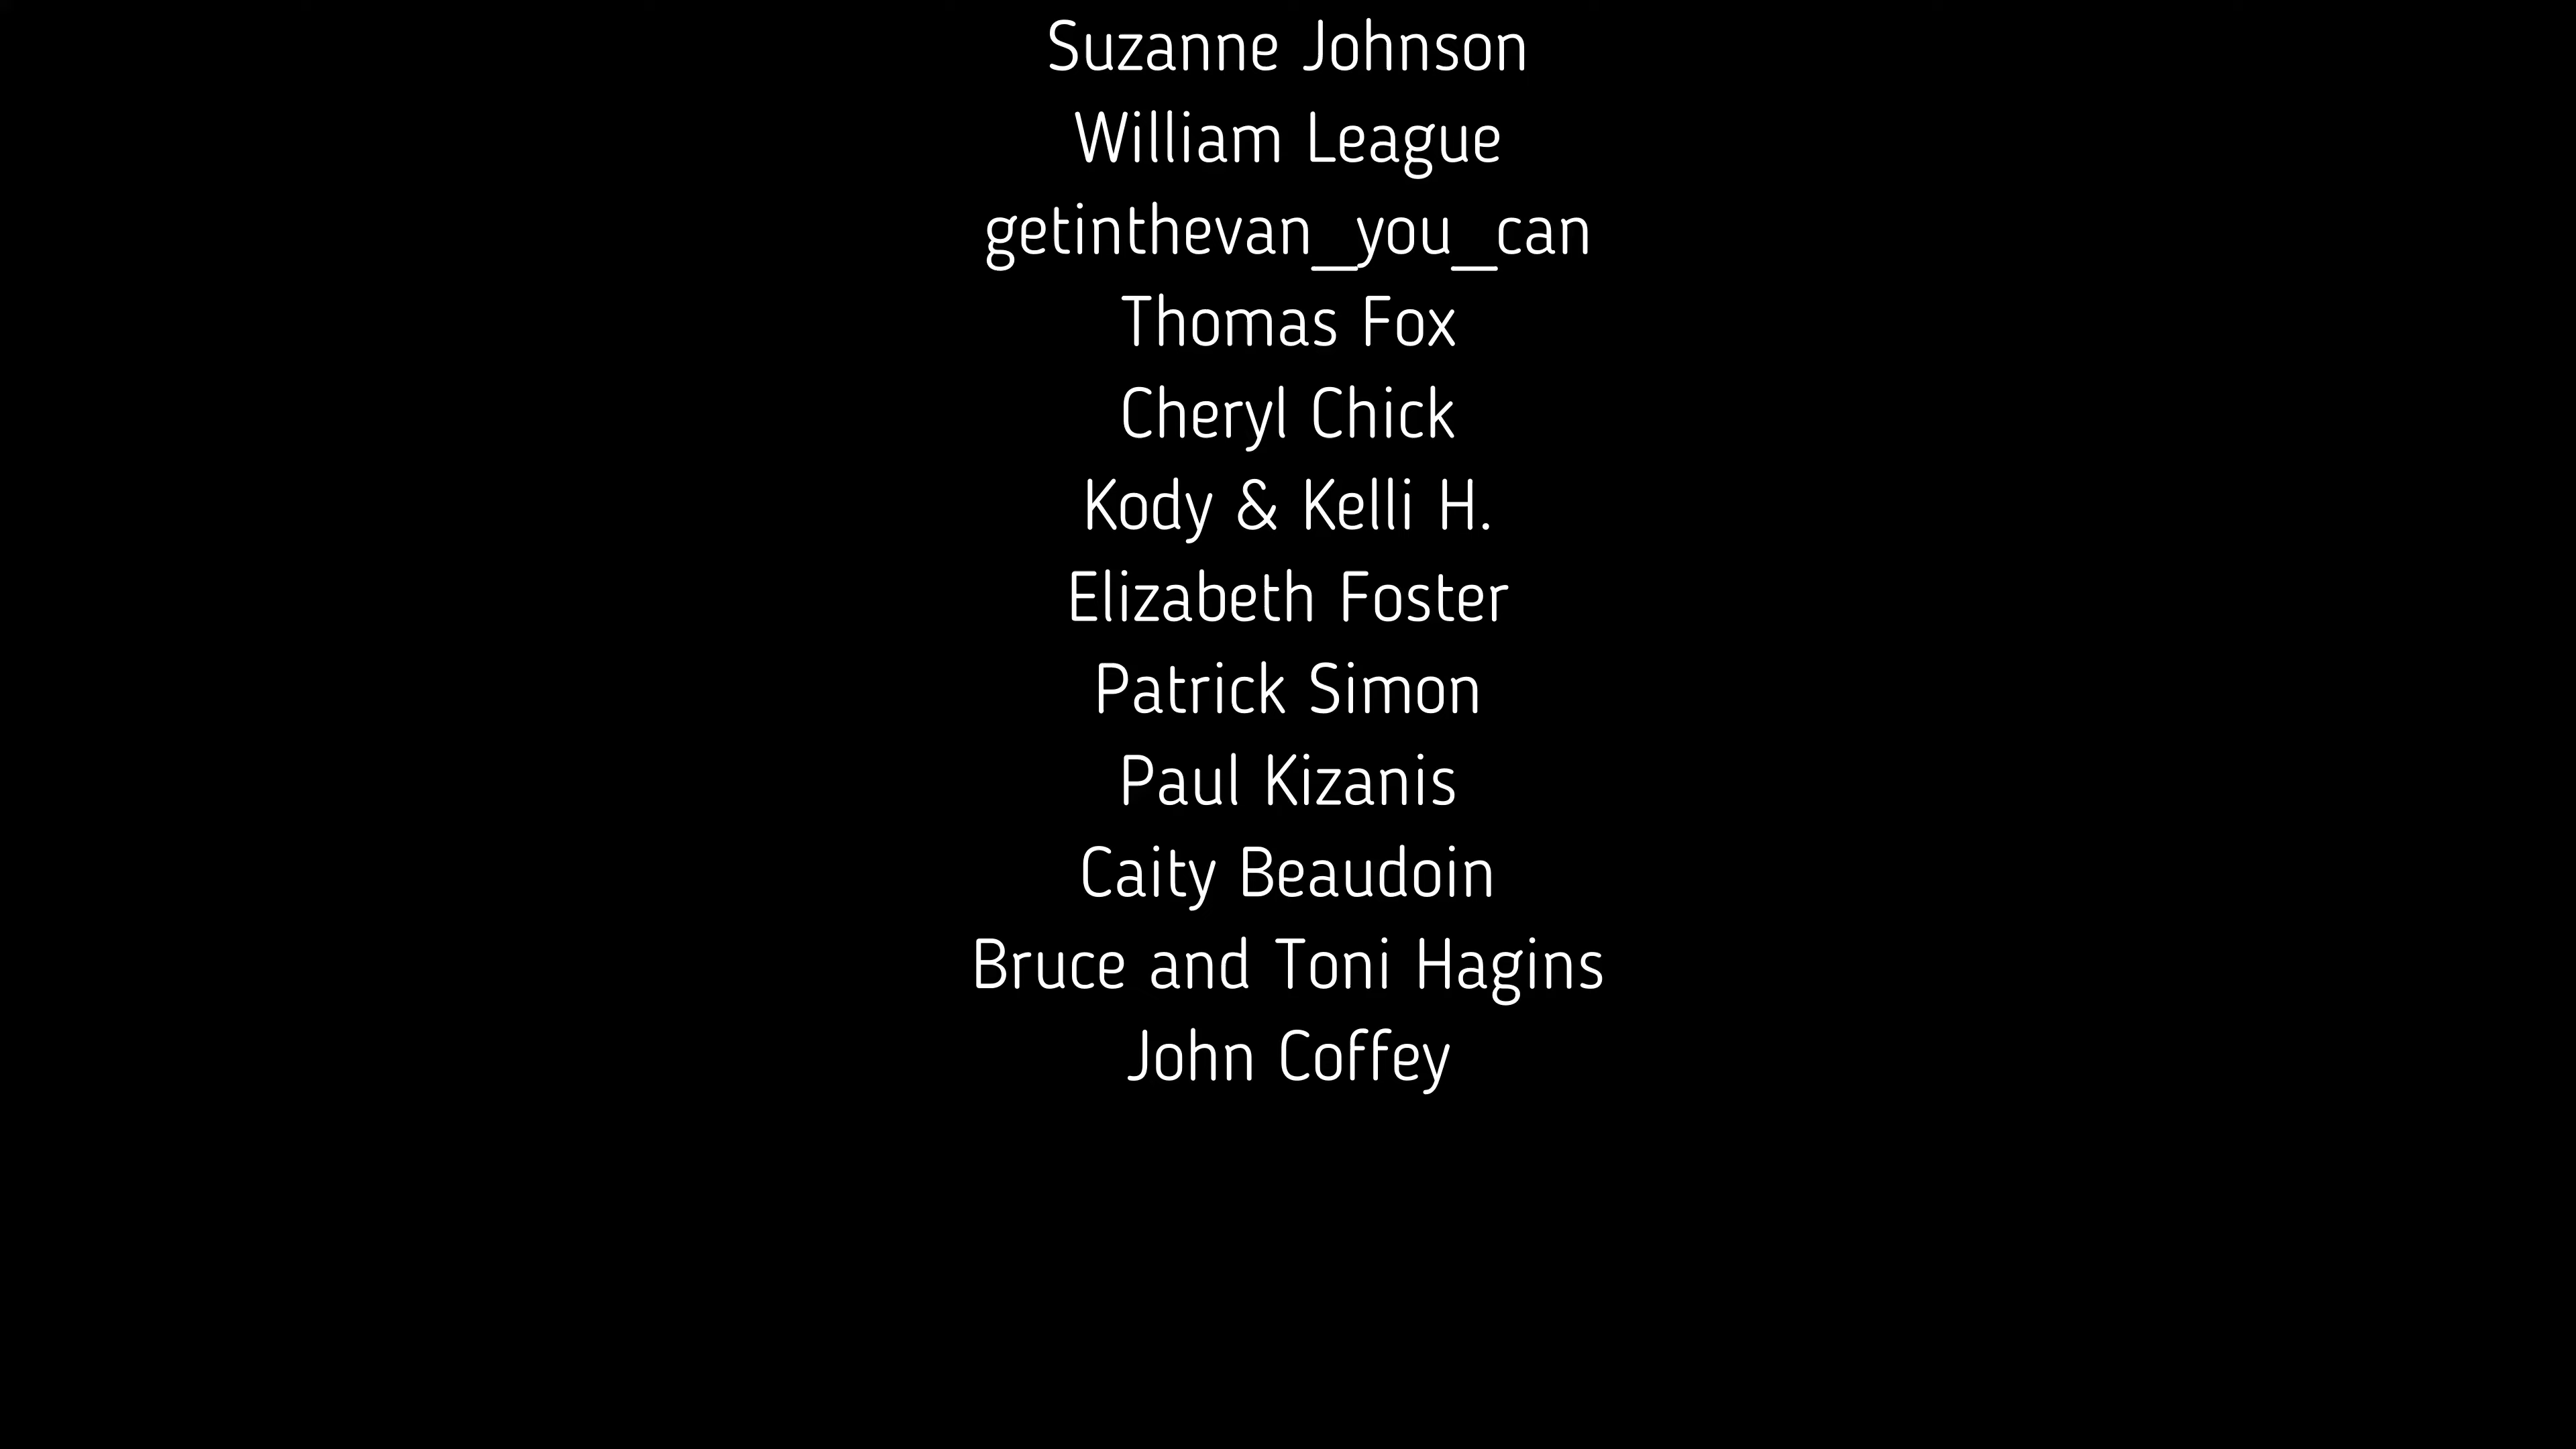 Suzanne Johnson
William League
getinthevan_you_can
Thomas Fox
Cheryl Chick
Kody & Kelli H.
Elizabeth Foster
Patrick Simon
Paul Kizanis
Caity Beaudoin
Bruce and Toni Hagins
John Coffey